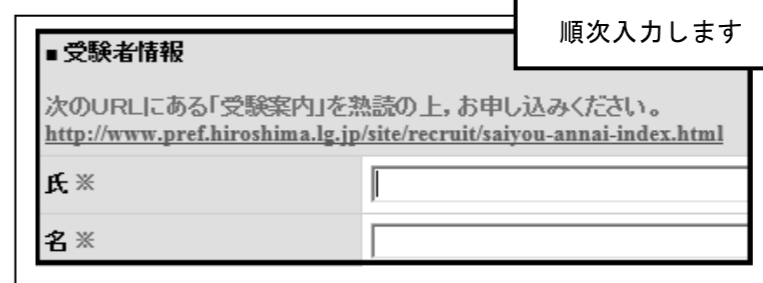 順次入力します
■ 受験者情報
次のURLにある「受験案内」を熟読の上，お申し込みください。
http://www.pref.hiroshima.lg.jp/site/recruit/saiyou-annai-index.html
氏 ※
名 ※